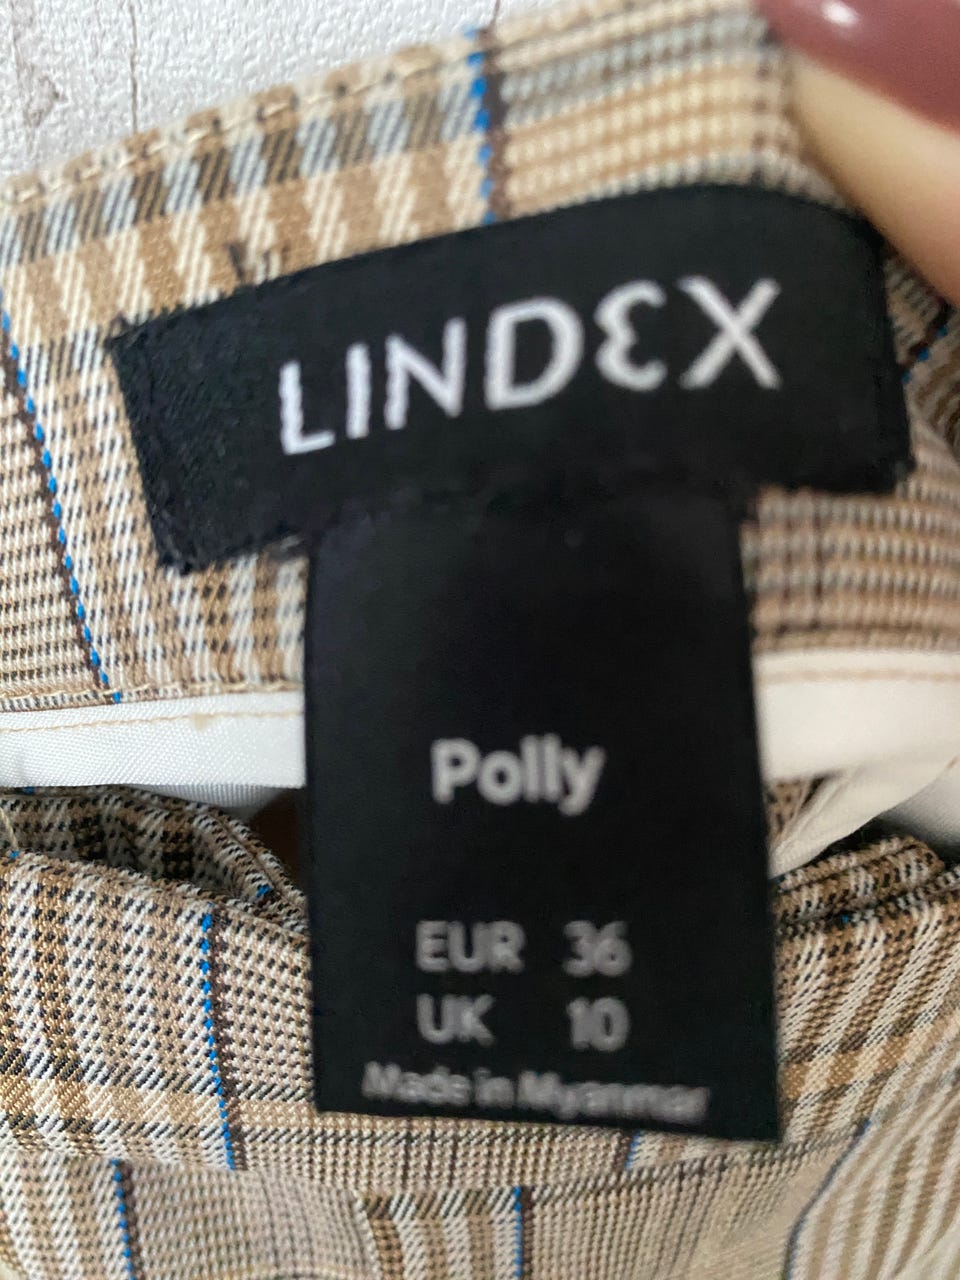 LINDEX
Polly
EUR 36
UK 10
Made in Myanmar